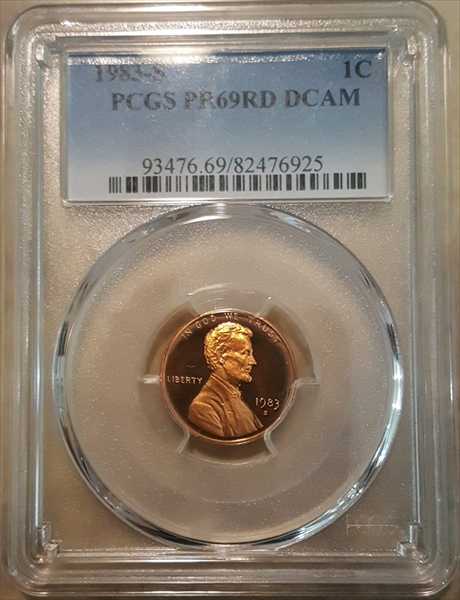 1983-S 1C
PCGS PR69RD DCAM
93476.69/82476925
IN GOD WE TRUST
LIBERTY
1983
S